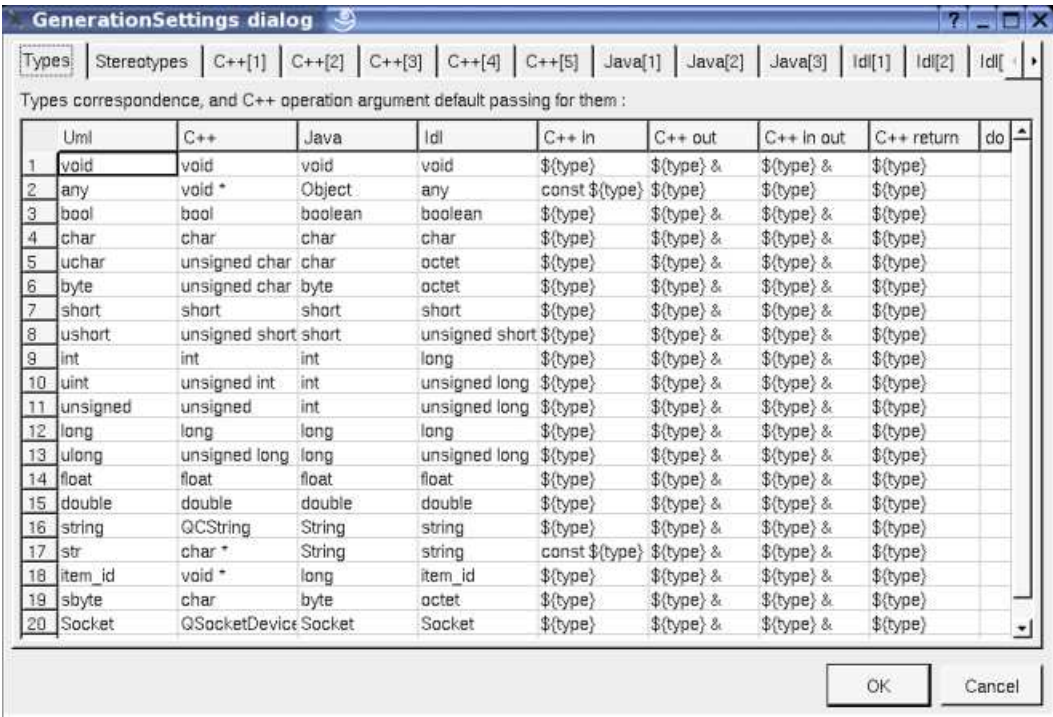 GenerationSettings dialog
Types Stereotypes C++[1] C++[2] C++[3] C++[4] C++[5] Java[1] Java[2] Java[3] Idl[1] Idl[2] Idl[
Types correspondence, and C++ operation argument default passing for them :
Uml C++ Java Idl C++ in C++ out C++ in out C++ return do
1 void void void void ${type} ${type} & ${type} & ${type}
2 any void * Object any const ${type} ${type} ${type} ${type}
3 bool bool boolean boolean ${type} ${type} & ${type} & ${type}
4 char char char char ${type} ${type} & ${type} & ${type}
5 uchar unsigned char char octet ${type} ${type} & ${type} & ${type}
6 byte unsigned char byte octet ${type} ${type} & ${type} & ${type}
7 short short short short ${type} ${type} & ${type} & ${type}
8 ushort unsigned short short unsigned short ${type} ${type} & ${type} & ${type}
9 int int int long ${type} ${type} & ${type} & ${type}
10 uint unsigned int int unsigned long ${type} ${type} & ${type} & ${type}
11 unsigned unsigned int unsigned long ${type} ${type} & ${type} & ${type}
12 long long long long ${type} ${type} & ${type} & ${type}
13 ulong unsigned long long unsigned long ${type} ${type} & ${type} & ${type}
14 float float float float ${type} ${type} & ${type} & ${type}
15 double double double double ${type} ${type} & ${type} & ${type}
16 string QCString String string ${type} ${type} & ${type} & ${type}
17 str char * String string const ${type} ${type} & ${type} & ${type}
18 item_id void * long item_id ${type} ${type} & ${type} & ${type}
19 sbyte char byte octet ${type} ${type} & ${type} & ${type}
20 Socket QSocketDevice Socket Socket ${type} ${type} & ${type} & ${type}
OK Cancel